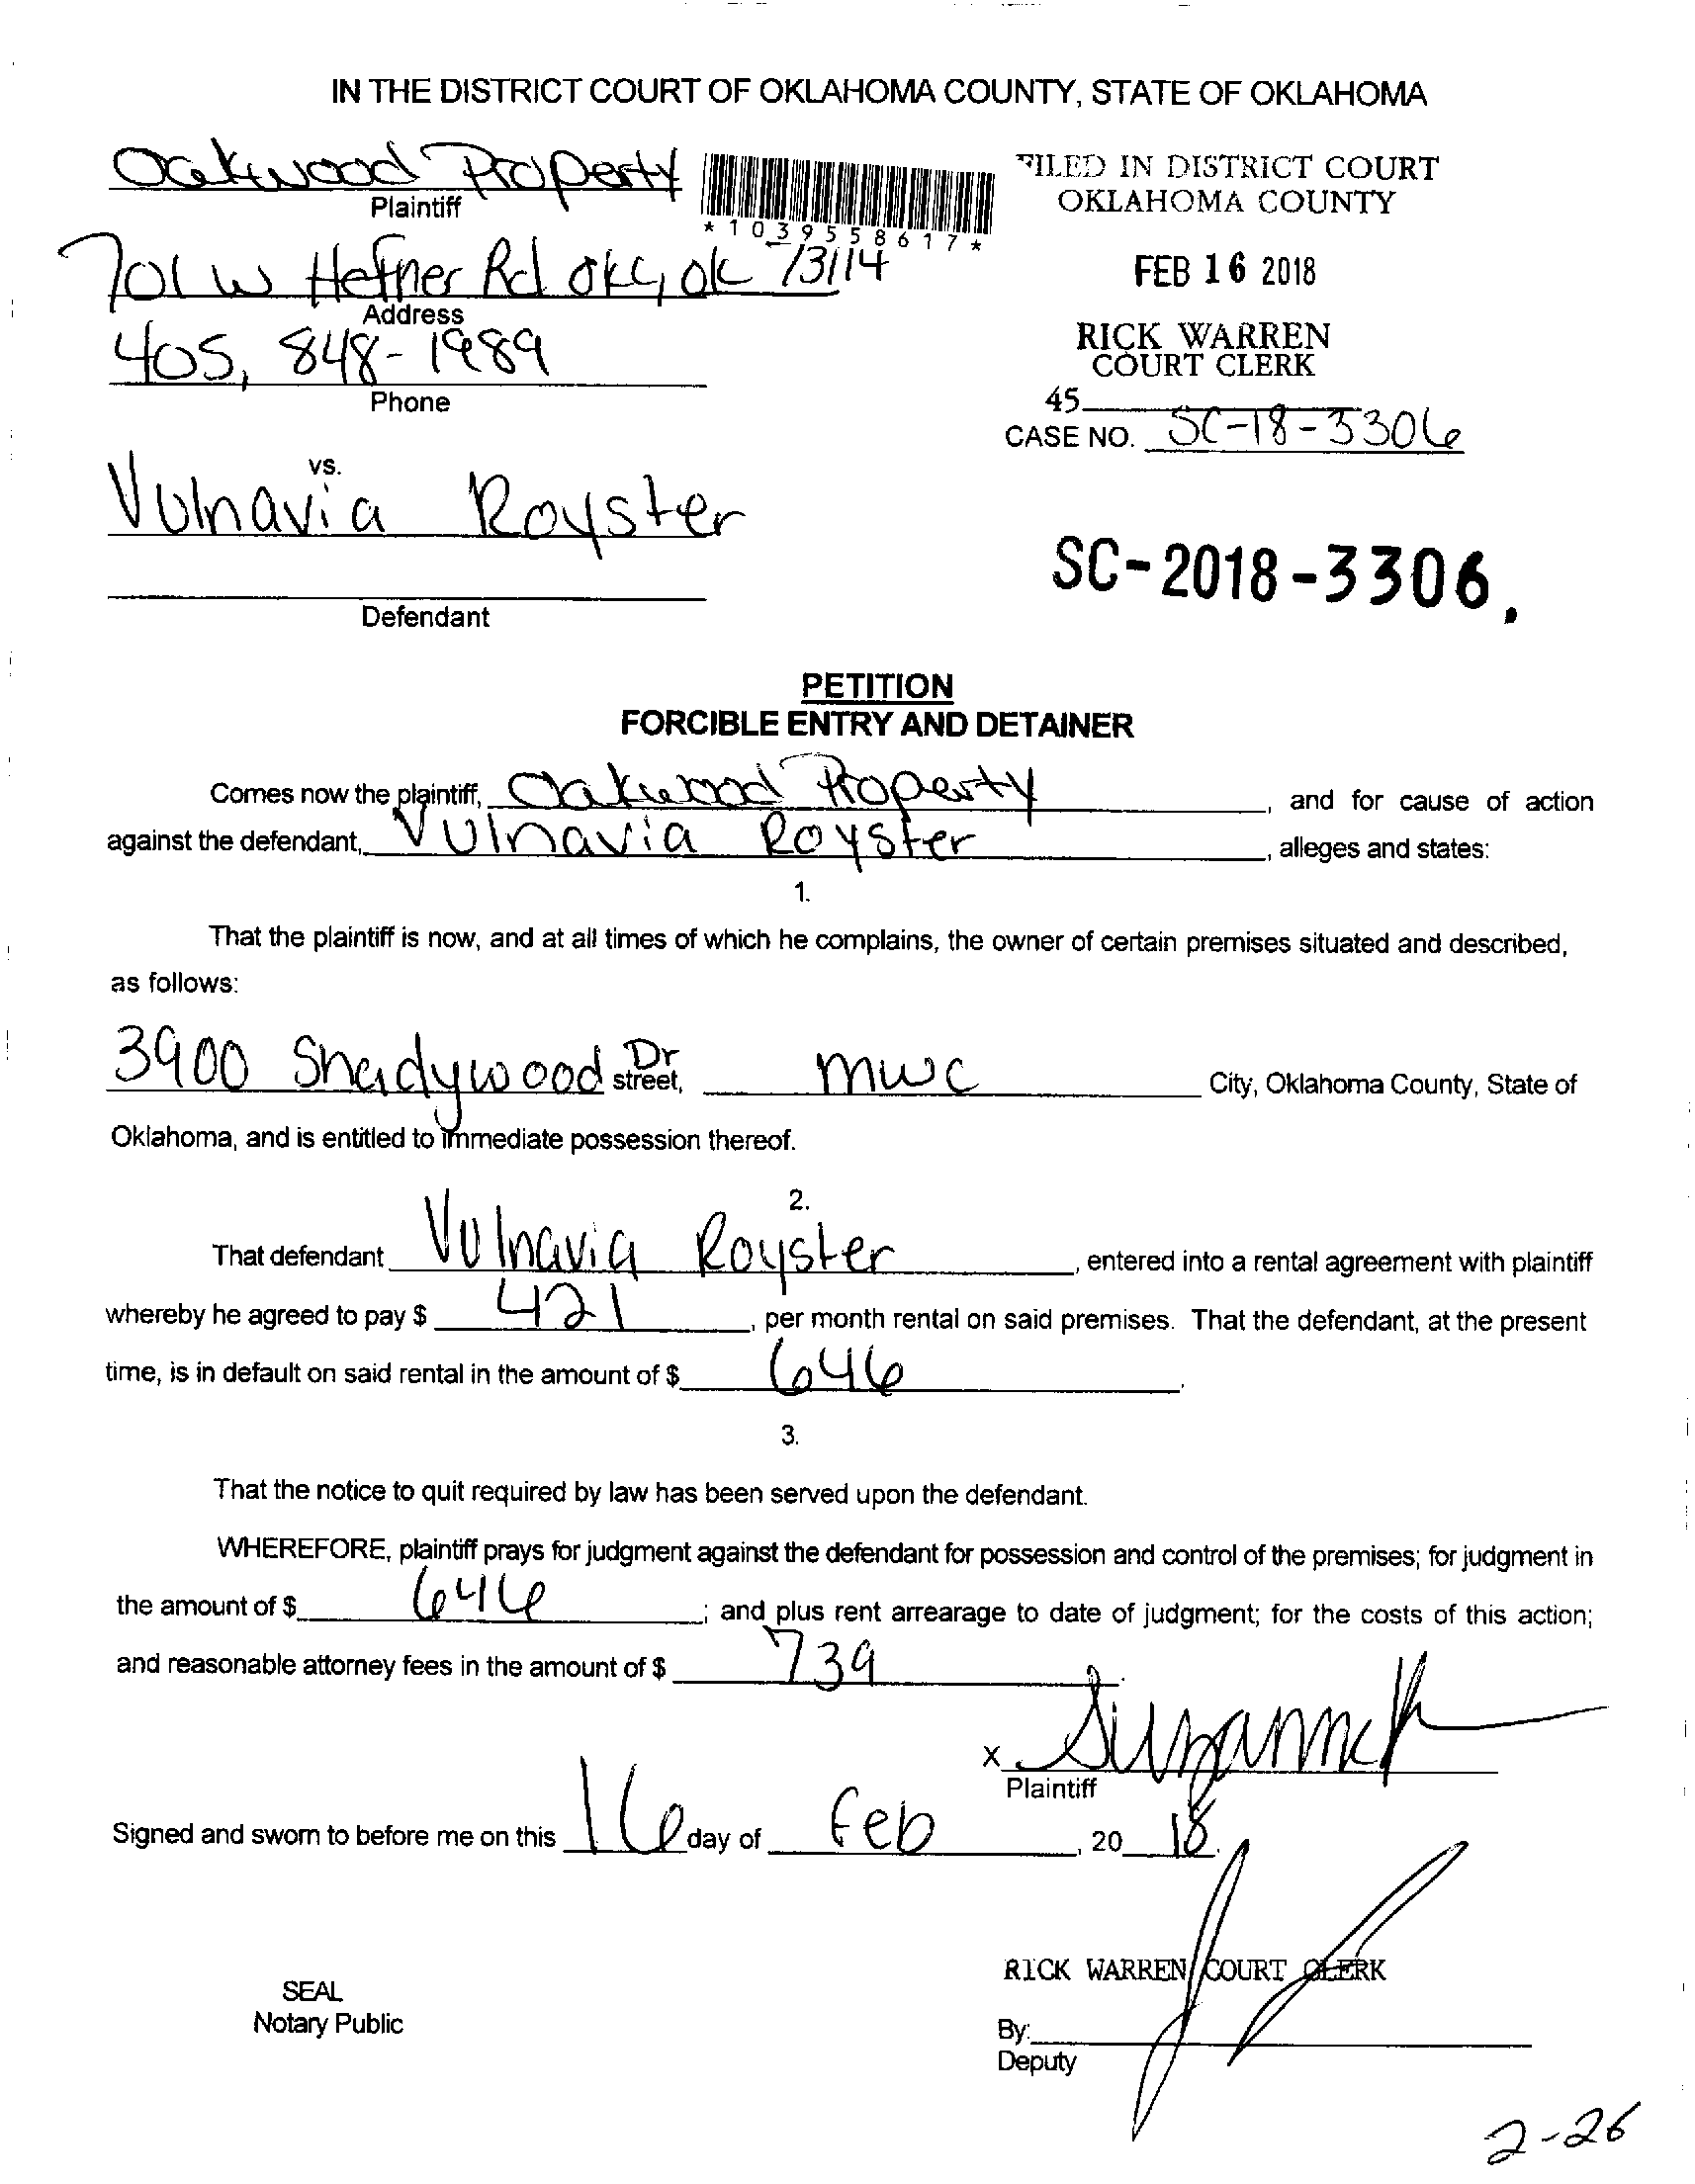 IN THE DISTRICT COURT OF OKLAHOMA COUNTY, STATE OF OKLAHOMA
Oakwood Property
Plaintiff
*1039558617*
FILED IN DISTRICT COURT
OKLAHOMA COUNTY
701 W Hefner Rd OKC, OK 73114
Address
FEB 16 2018
405, 848-1989
Phone
RICK WARREN
COURT CLERK
45
CASE NO. SC-18-3306
vs.
Vulnavia Royster
SC-2018-3306.
Defendant
PETITION
FORCIBLE ENTRY AND DETAINER
Comes now the plaintiff, Oakwood Property, and for cause of action
against the defendant, Vulnavia Royster, alleges and states:
1.
That the plaintiff is now, and at all times of which he complains, the owner of certain premises situated and described,
as follows:
3900 Shadywood Dr street, MWC City, Oklahoma County, State of
Oklahoma, and is entitled to immediate possession thereof.
2.
That defendant Vulnavia Royster, entered into a rental agreement with plaintiff
whereby he agreed to pay $ 421, per month rental on said premises. That the defendant, at the present
time, is in default on said rental in the amount of $ 646.
3.
That the notice to quit required by law has been served upon the defendant.
WHEREFORE, plaintiff prays for judgment against the defendant for possession and control of the premises; for judgment in
the amount of $ 646; and plus rent arrearage to date of judgment; for the costs of this action;
and reasonable attorney fees in the amount of $ 739.
X
Plaintiff
Signed and sworn to before me on this 16 day of Feb, 20 18.
RICK WARREN COURT CLERK
SEAL
Notary Public
By:
Deputy
2-26